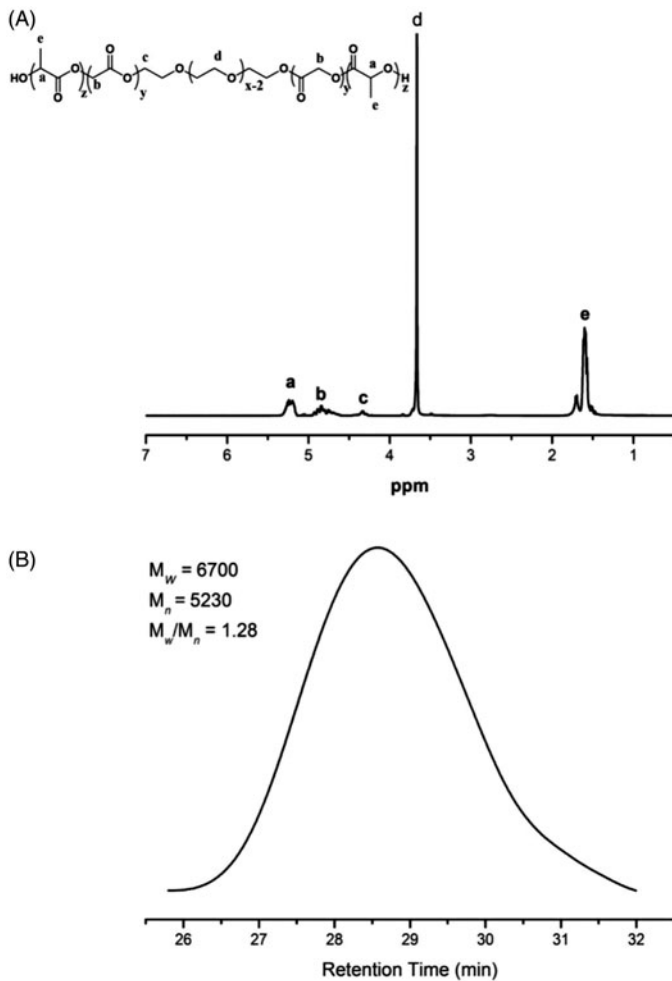 (A)
e
c
d
b
a
HO
O
O
z
b
O
O
y
O
O
x-2
O
O
O
y
O
O
H
z
a
e
d
a
b
c
e
7 6 5 4 3 2 1
ppm
(B)
Mw = 6700
Mn = 5230
Mw/Mn = 1.28
26 27 28 29 30 31 32
Retention Time (min)